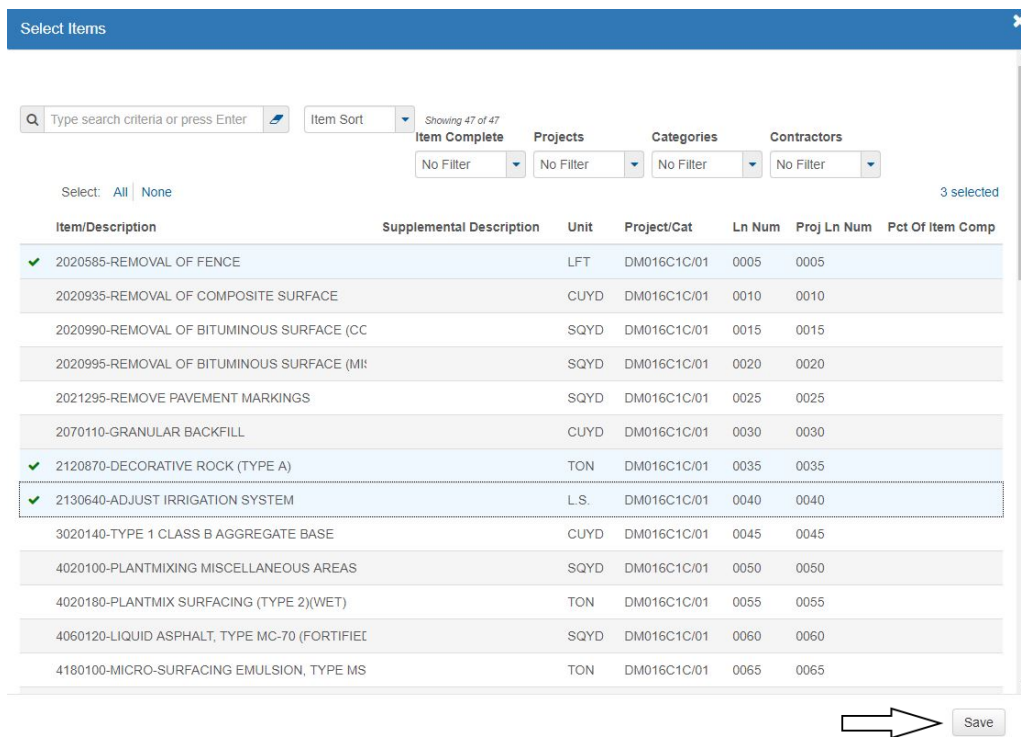 Select Items
Type search criteria or press Enter Item Sort Showing 47 of 47
Item Complete Projects Categories Contractors
No Filter No Filter No Filter No Filter
Select: All None 3 selected
Item/Description Supplemental Description Unit Project/Cat Ln Num Proj Ln Num Pct Of Item Comp
2020585-REMOVAL OF FENCE LFT DM016C1C/01 0005 0005
2020935-REMOVAL OF COMPOSITE SURFACE CUYD DM016C1C/01 0010 0010
2020990-REMOVAL OF BITUMINOUS SURFACE (CC SQYD DM016C1C/01 0015 0015
2020995-REMOVAL OF BITUMINOUS SURFACE (MIS SQYD DM016C1C/01 0020 0020
2021295-REMOVE PAVEMENT MARKINGS SQYD DM016C1C/01 0025 0025
2070110-GRANULAR BACKFILL CUYD DM016C1C/01 0030 0030
2120870-DECORATIVE ROCK (TYPE A) TON DM016C1C/01 0035 0035
2130640-ADJUST IRRIGATION SYSTEM L.S. DM016C1C/01 0040 0040
3020140-TYPE 1 CLASS B AGGREGATE BASE CUYD DM016C1C/01 0045 0045
4020100-PLANTMIXING MISCELLANEOUS AREAS SQYD DM016C1C/01 0050 0050
4020180-PLANTMIX SURFACING (TYPE 2)(WET) TON DM016C1C/01 0055 0055
4060120-LIQUID ASPHALT, TYPE MC-70 (FORTIFIED SQYD DM016C1C/01 0060 0060
4180100-MICRO-SURFACING EMULSION, TYPE MS TON DM016C1C/01 0065 0065
Save